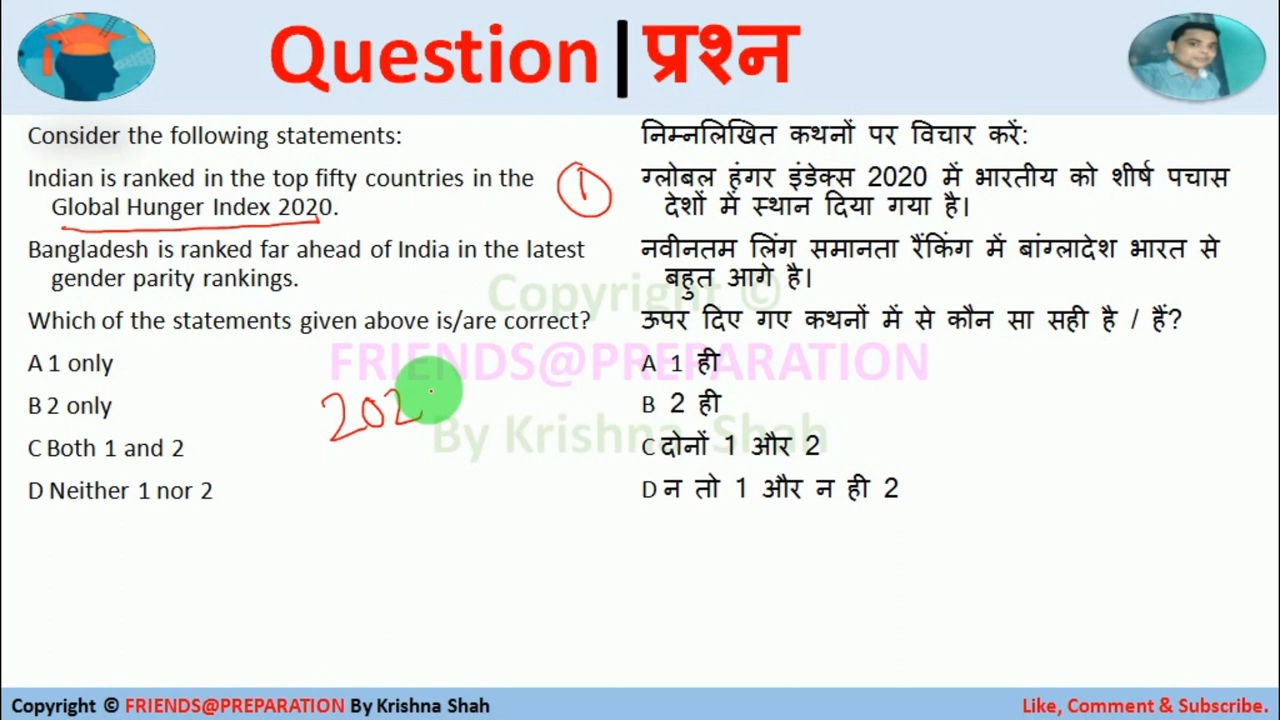 Question|प्रश्न
Consider the following statements:
Indian is ranked in the top fifty countries in the
Global Hunger Index 2020.
1
Bangladesh is ranked far ahead of India in the latest
gender parity rankings.
Which of the statements given above is/are correct?
A 1 only
B 2 only
C Both 1 and 2
D Neither 1 nor 2
202
निम्नलिखित कथनों पर विचार करें:
ग्लोबल हंगर इंडेक्स 2020 में भारतीय को शीर्ष पचास
देशों में स्थान दिया गया है।
नवीनतम लिंग समानता रैंकिंग में बांग्लादेश भारत से
बहुत आगे है।
ऊपर दिए गए कथनों में से कौन सा सही है / हैं?
A 1 ही
B 2 ही
C दोनों 1 और 2
D न तो 1 और न ही 2
Copyright ©
FRIENDS@PREPARATION
By Krishna Shah
Copyright © FRIENDS@PREPARATION By Krishna Shah
Like, Comment & Subscribe.